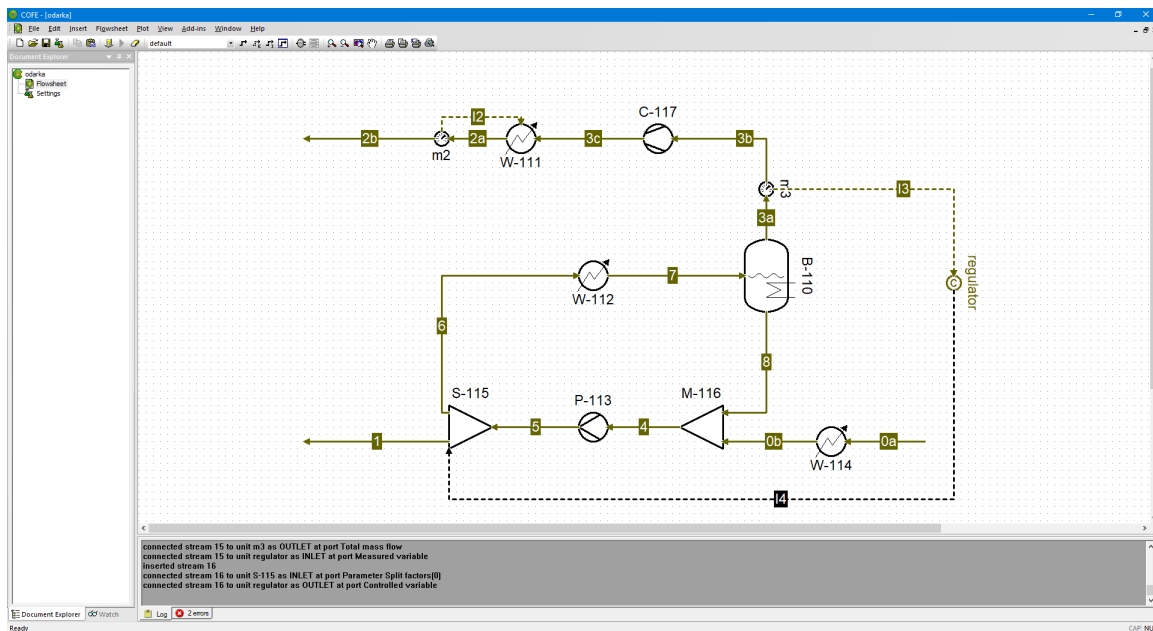 COFE - [odarka]
File Edit Insert Flowsheet Plot View Add-ins Window Help
default
Document Explorer
odarka
Flowsheet
Settings
C-117
I2
2b
2a
3c
3b
m2
W-111
m3
I3
3a
B-110
regulator
C
7
W-112
6
8
S-115
P-113
M-116
5
4
1
0b
0a
W-114
I4
connected stream 15 to unit m3 as OUTLET at port Total mass flow
connected stream 15 to unit regulator as INLET at port Measured variable
inserted stream 16
connected stream 16 to unit S-115 as INLET at port Parameter Split factors[0]
connected stream 16 to unit regulator as OUTLET at port Controlled variable
Document Explorer Watch
Log 2 errors
Ready
CAP NU